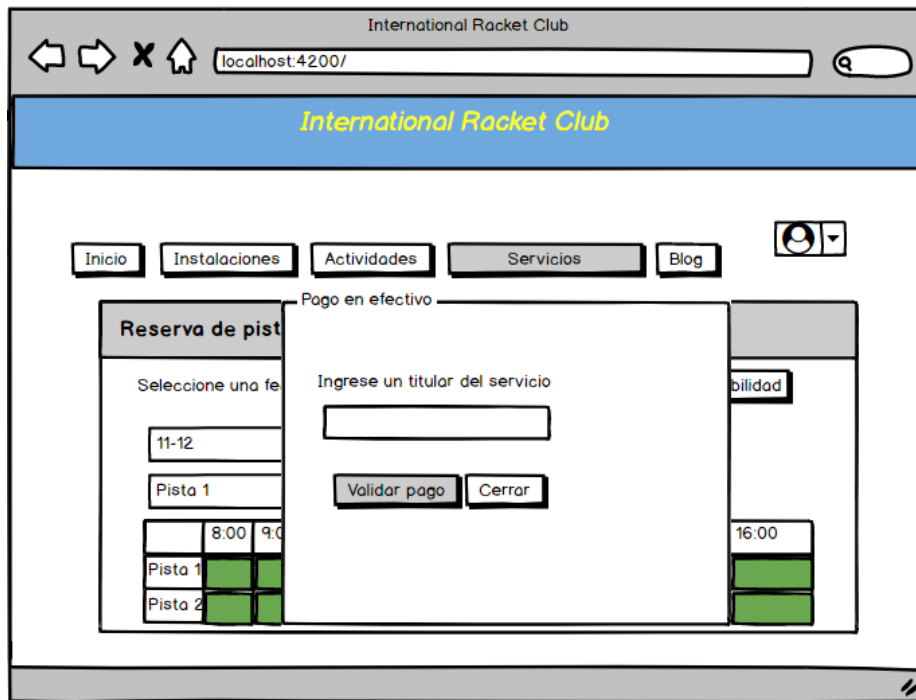 International Racket Club
localhost:4200/
International Racket Club
Inicio Instalaciones Actividades Servicios Blog
Pago en efectivo
Reserva de pist
Seleccione una fe
bilidad
Ingrese un titular del servicio
11-12
Pista 1
Validar pago Cerrar
8:00 9:0 16:00
Pista 1
Pista 2